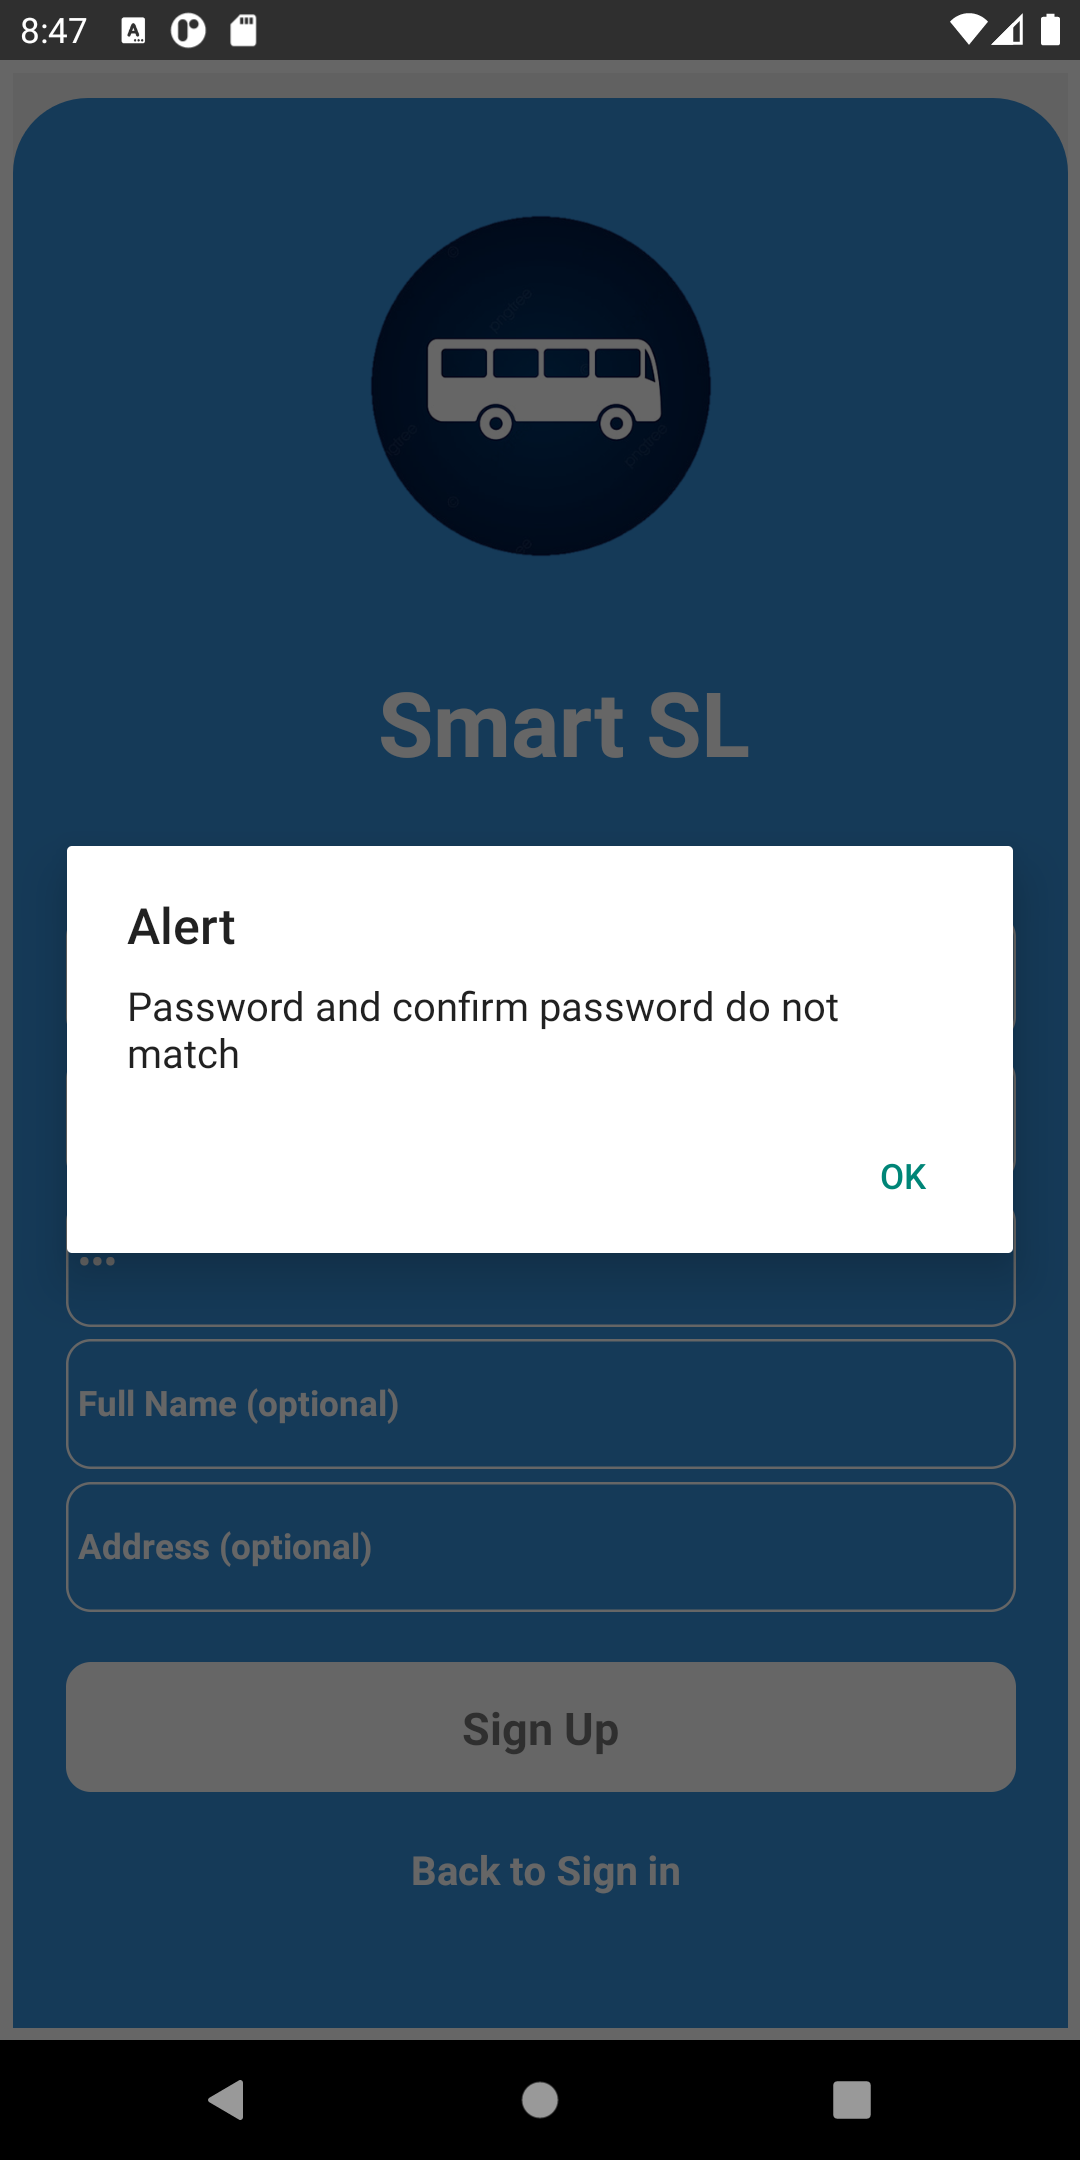 8:47
Smart SL
Alert
Password and confirm password do not
match
OK
•••
Full Name (optional)
Address (optional)
Sign Up
Back to Sign in